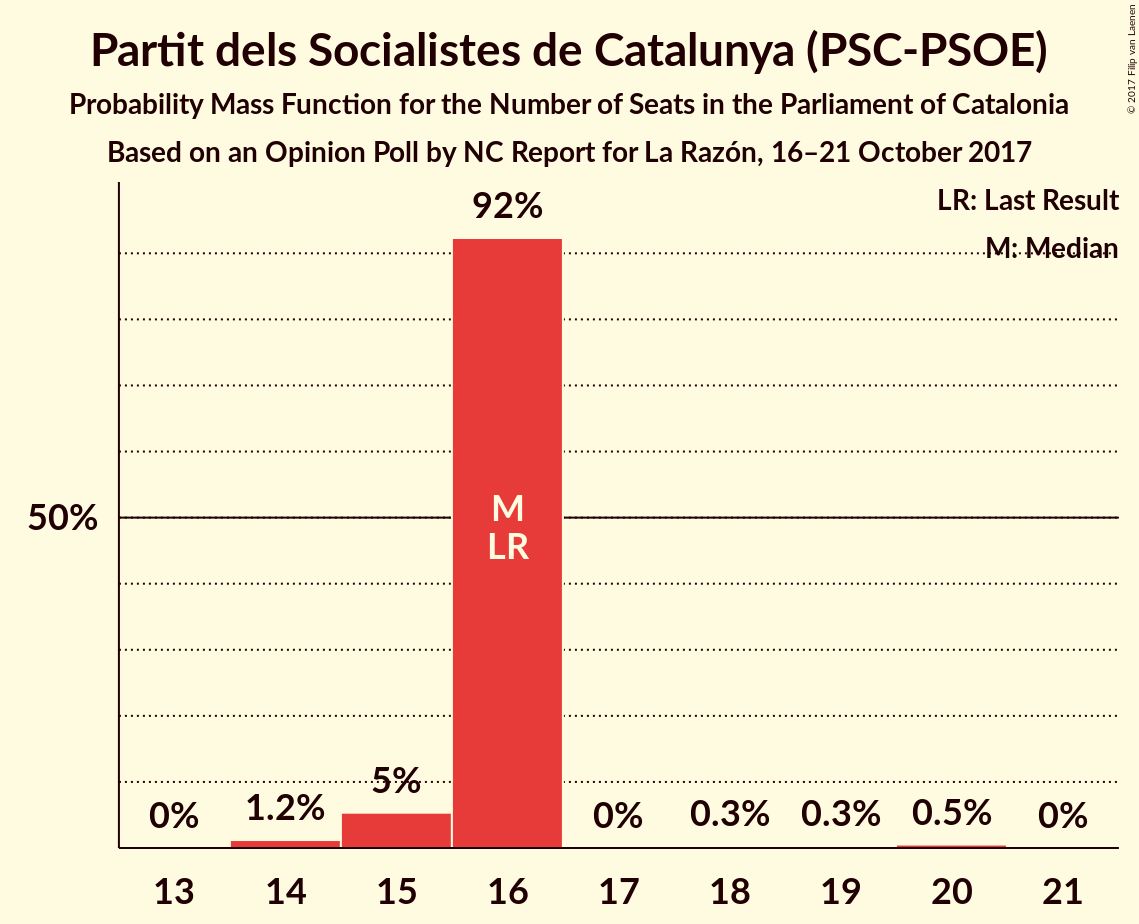 Partit dels Socialistes de Catalunya (PSC-PSOE)
Probability Mass Function for the Number of Seats in the Parliament of Catalonia
Based on an Opinion Poll by NC Report for La Razón, 16–21 October 2017
© 2017 Filip van Laenen
LR: Last Result
M: Median
92%
50%
M
LR
0%
1.2%
5%
0%
0.3%
0.3%
0.5%
0%
13 14 15 16 17 18 19 20 21